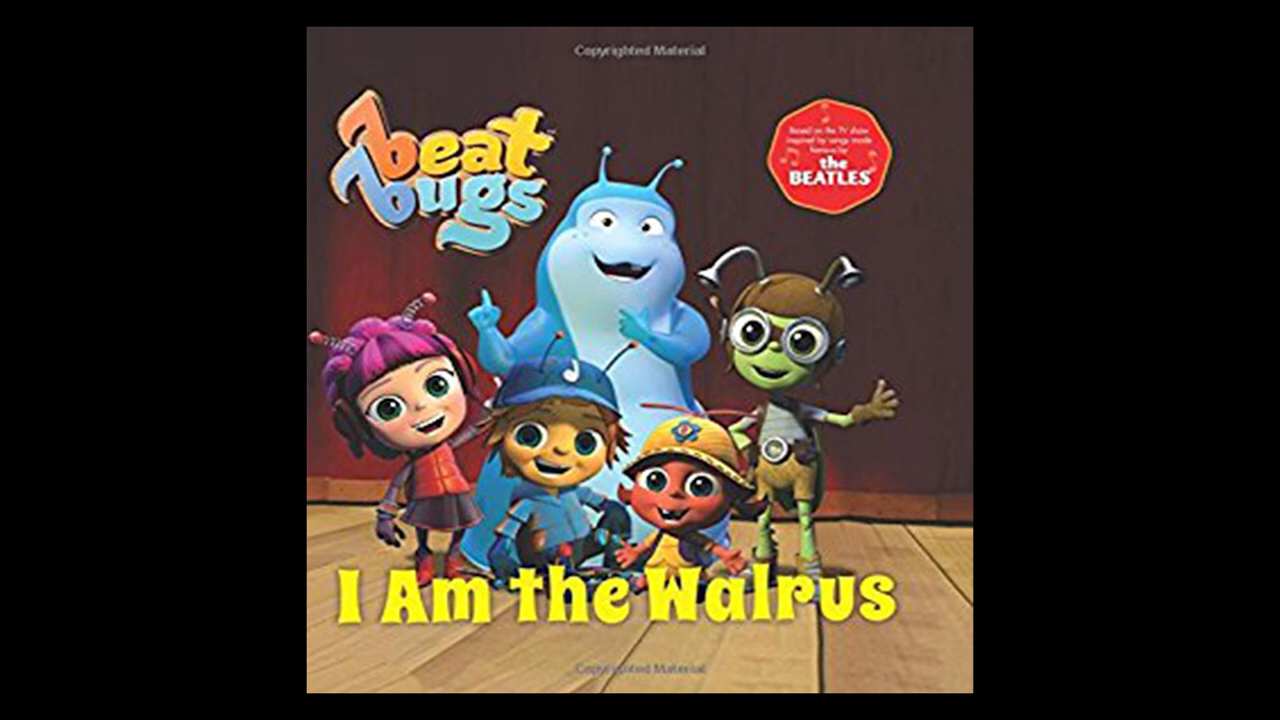 Copyrighted Material
beat
bugs
Based on the TV show
inspired by songs made
famous by
the
BEATLES
I Am the Walrus
Copyrighted Material